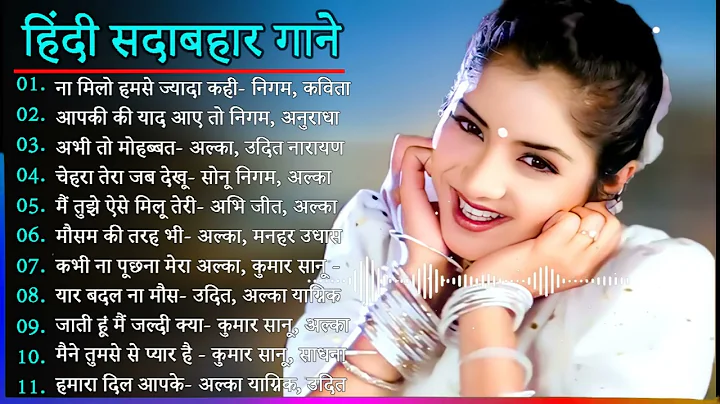 हिंदी सदाबहार गाने
01. ना मिलो हमसे ज्यादा कही- निगम, कविता
02. आपकी की याद आए तो निगम, अनुराधा
03. अभी तो मोहब्बत- अल्का, उदित नारायण
04. चेहरा तेरा जब देखू- सोनू निगम, अल्का
05. मैं तुझे ऐसे मिलू तेरी- अभि जीत, अल्का
06. मौसम की तरह भी- अल्का, मनहर उधास
07. कभी ना पूछना मेरा अल्का, कुमार सानू -
08. यार बदल ना मौस- उदित, अल्का याग्निक
09. जाती हूं मैं जल्दी क्या- कुमार सानू, अल्का
10. मैने तुमसे से प्यार है - कुमार सानू, साधना
11. हमारा दिल आपके- अल्का याग्निक, उदित